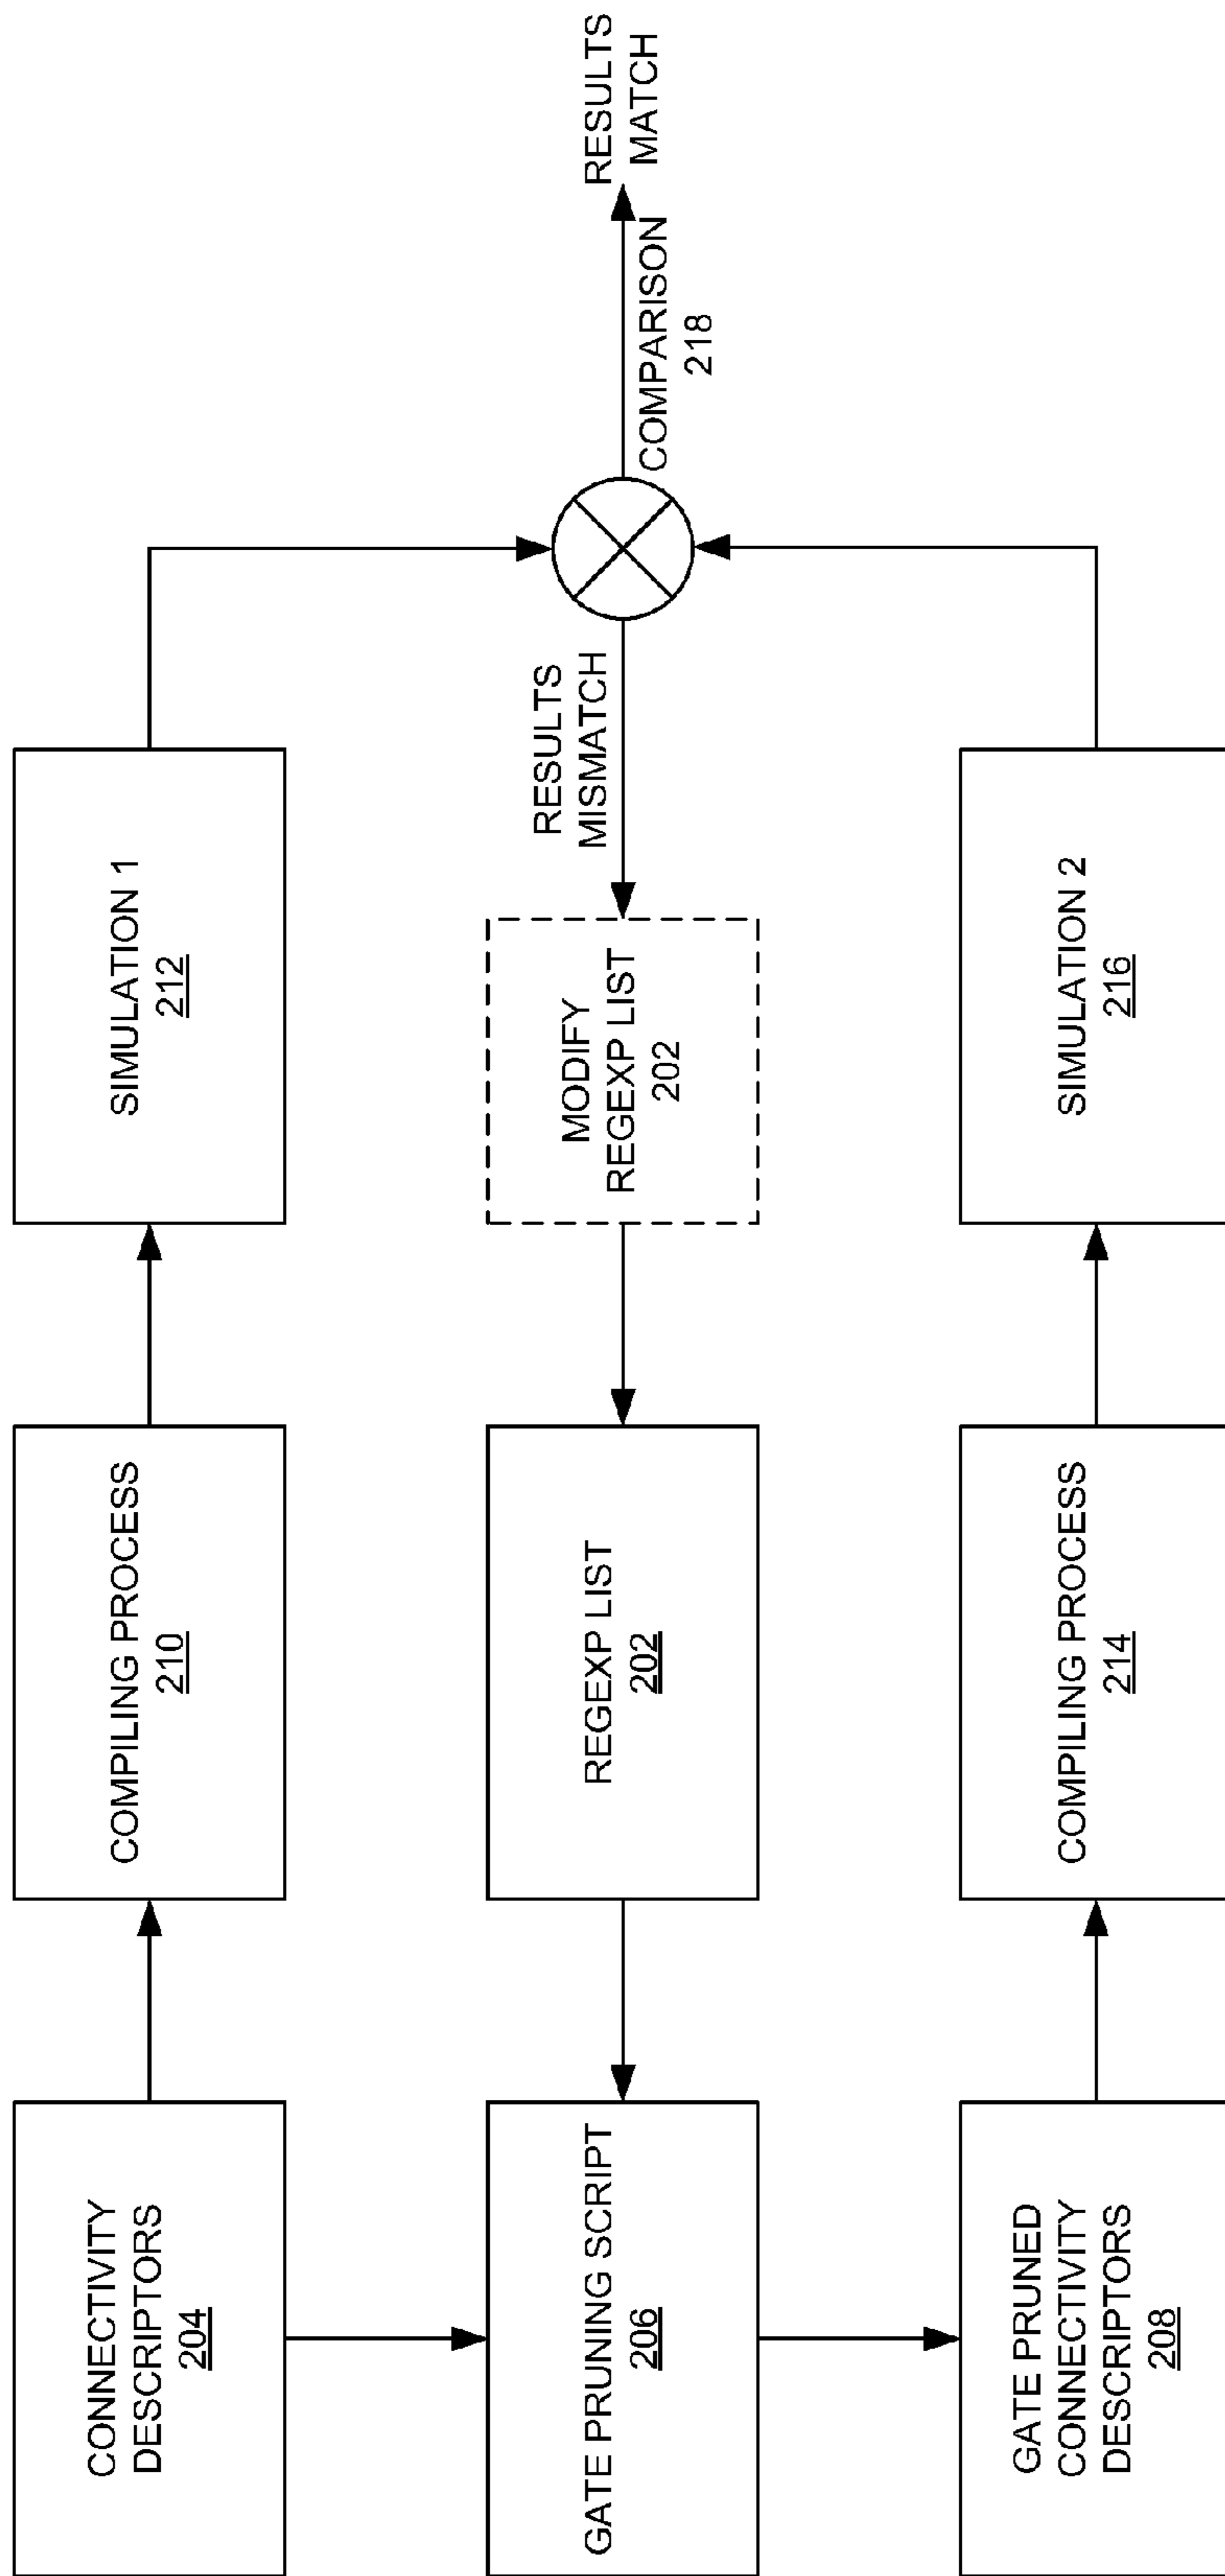 CONNECTIVITY
DESCRIPTORS
204
COMPILING PROCESS
210
SIMULATION 1
212
GATE PRUNING SCRIPT
206
REGEXP LIST
202
MODIFY
REGEXP LIST
202
RESULTS
MISMATCH
COMPARISON
218
RESULTS
MATCH
GATE PRUNED
CONNECTIVITY
DESCRIPTORS
208
COMPILING PROCESS
214
SIMULATION 2
216